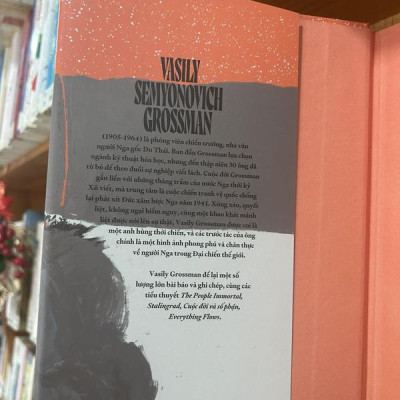 VASILY
SEMYONOVICH
GROSSMAN
(1905-1964) là phóng viên chiến trường, nhà văn
người Nga gốc Do Thái. Ban đầu Grossman lựa chọn
ngành kỹ thuật hóa học, nhưng đến thập niên 30 ông đã
từ bỏ để theo đuổi sự nghiệp viết lách. Cuộc đời Grossman
gắn liền với những thăng trầm của nước Nga thời kỳ
Xô viết, mà trung tâm là cuộc chiến tranh vệ quốc chống
lại phát xít Đức xâm lược Nga năm 1941. Xông xáo, quyết
liệt, không ngại hiểm nguy, cùng một khao khát mãnh
liệt được nói lên sự thật, Vasily Grossman được coi là
một anh hùng thời chiến, và các trước tác của ông
chính là một hình ảnh phong phú và chân thực
về người Nga trong Đại chiến thế giới.
Vasily Grossman để lại một số
lượng lớn bài báo và ghi chép, cùng các
tiểu thuyết The People Immortal,
Stalingrad, Cuộc đời và số phận,
Everything Flows.